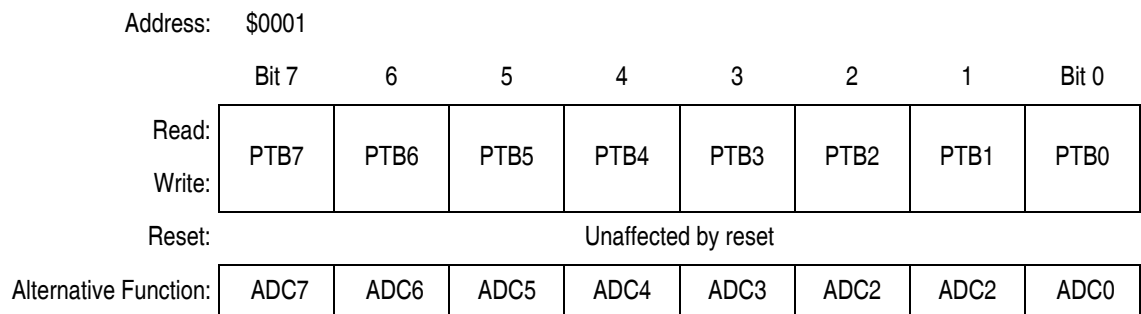 Address: $0001
Bit 7 6 5 4 3 2 1 Bit 0
Read:
PTB7 PTB6 PTB5 PTB4 PTB3 PTB2 PTB1 PTB0
Write:
Reset: Unaffected by reset
Alternative Function: ADC7 ADC6 ADC5 ADC4 ADC3 ADC2 ADC2 ADC0